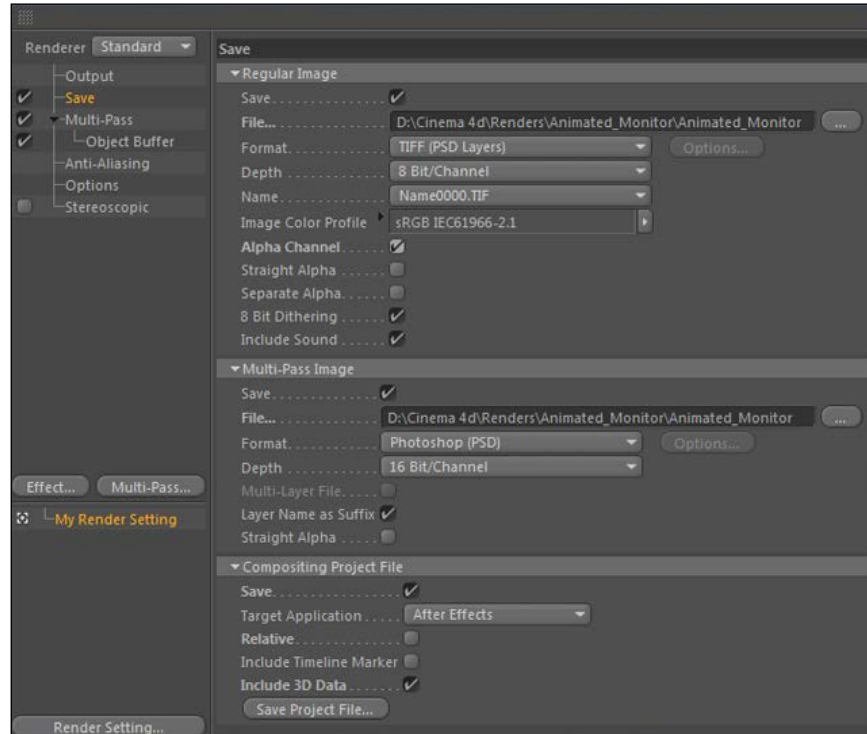 Renderer Standard
Output
Save
Multi-Pass
Object Buffer
Anti-Aliasing
Options
Stereoscopic
Effect... Multi-Pass...
My Render Setting
Render Setting...
Save
Regular Image
Save
File... D:\Cinema 4d\Renders\Animated_Monitor\Animated_Monitor ...
Format TIFF (PSD Layers) Options...
Depth 8 Bit/Channel
Name Name0000.TIF
Image Color Profile sRGB IEC61966-2.1
Alpha Channel
Straight Alpha
Separate Alpha
8 Bit Dithering
Include Sound
Multi-Pass Image
Save
File... D:\Cinema 4d\Renders\Animated_Monitor\Animated_Monitor ...
Format Photoshop (PSD) Options...
Depth 16 Bit/Channel
Multi-Layer File
Layer Name as Suffix
Straight Alpha
Compositing Project File
Save
Target Application After Effects
Relative
Include Timeline Marker
Include 3D Data
Save Project File...